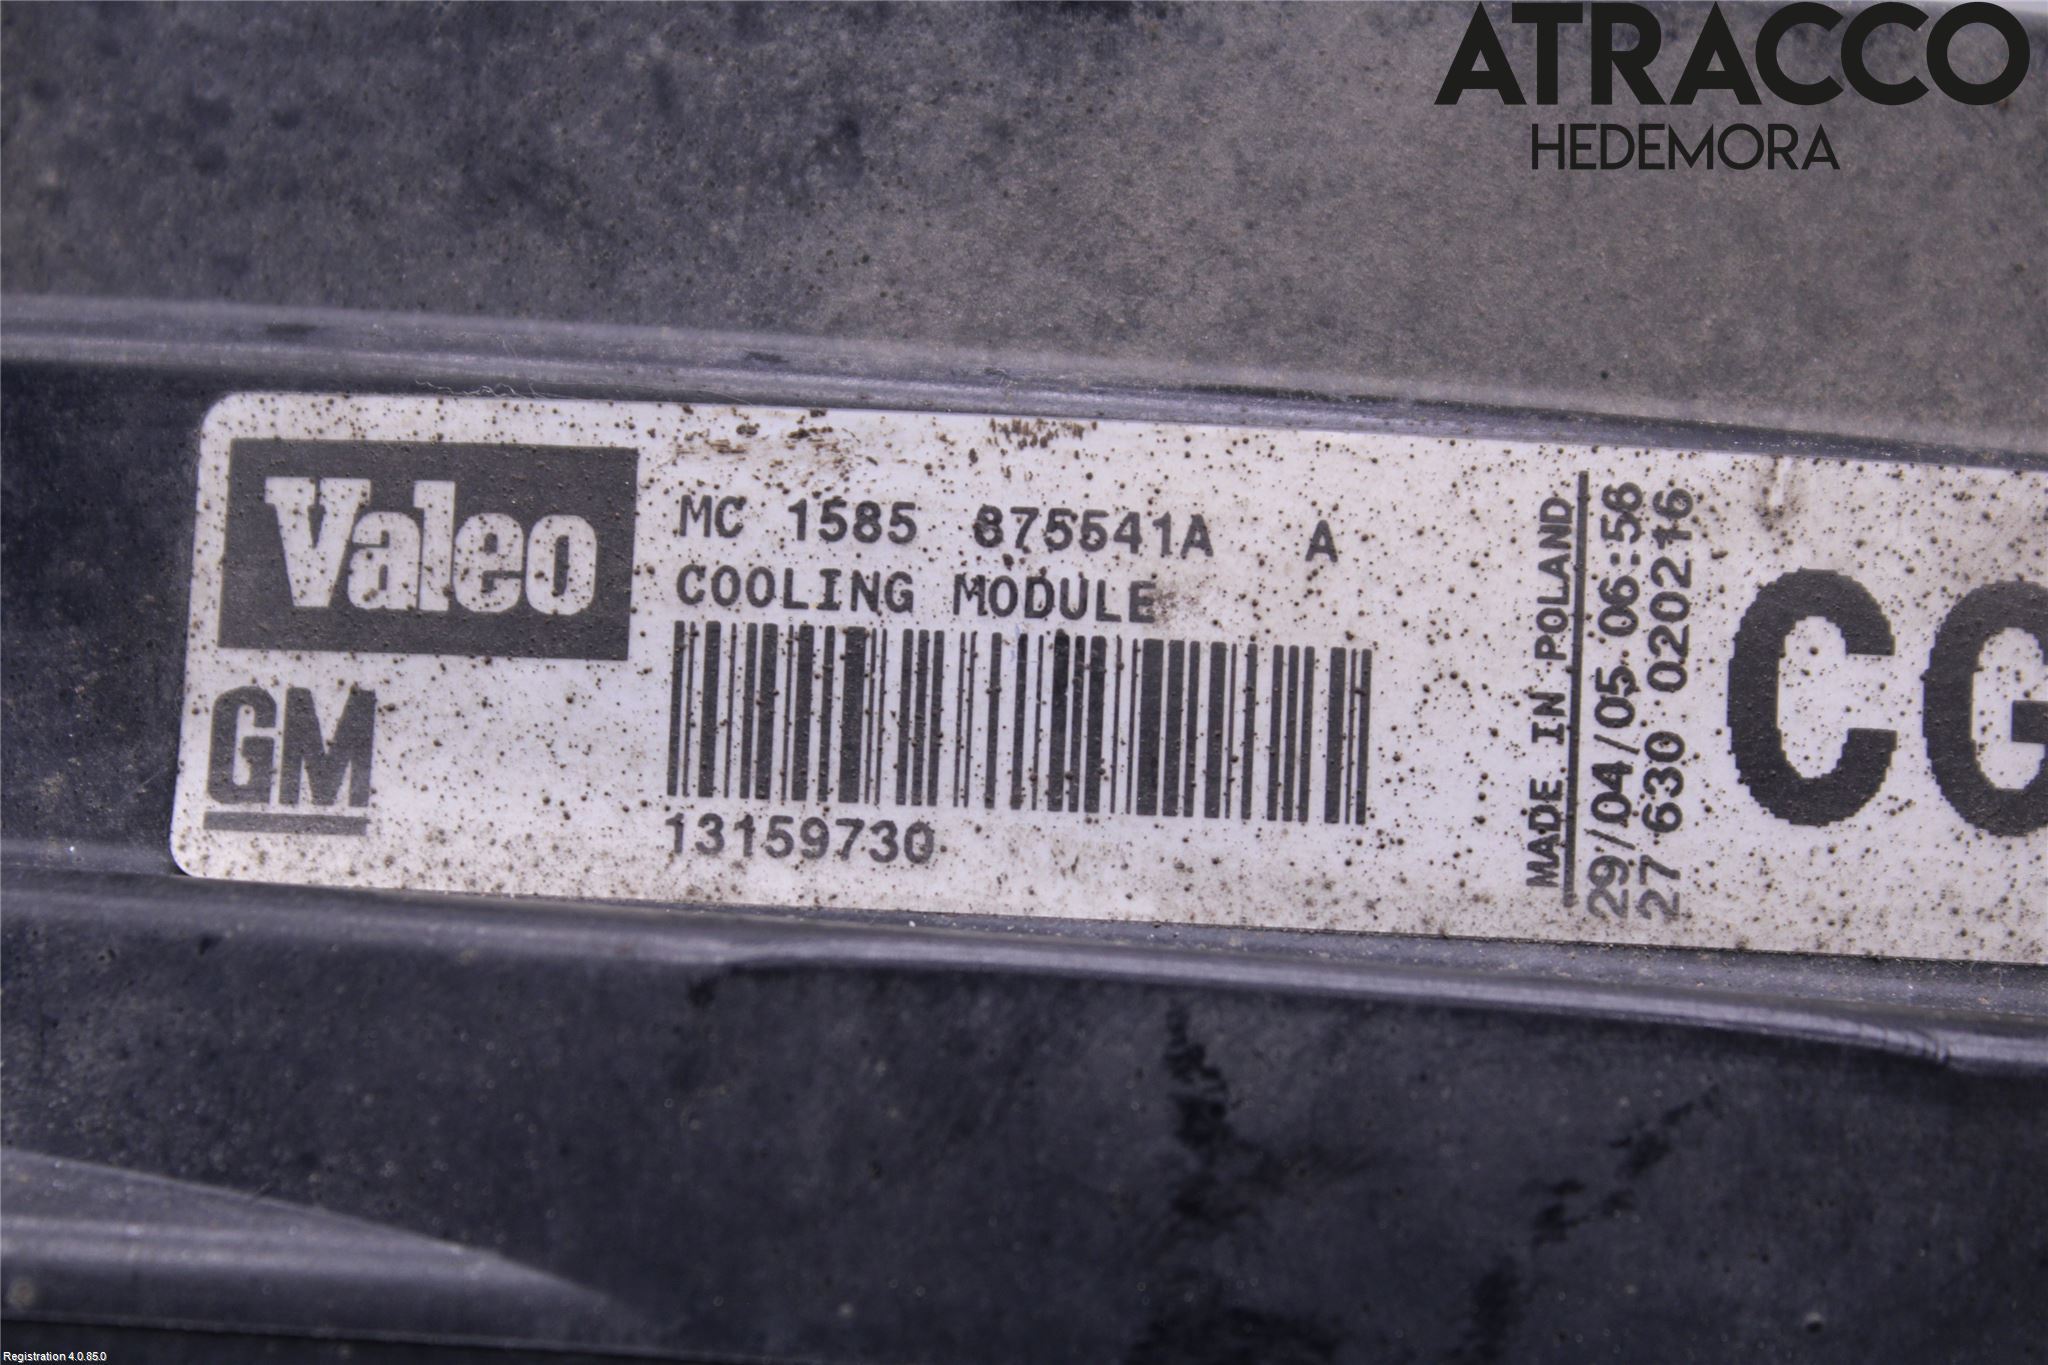 ATRACCO
HEDEMORA
Valeo
GM
MC 1585 875541A A
COOLING MODULE
13159730
MADE IN POLAND
29/04/05 06:56
27 630 020216
CG
Registration 4.0.85.0